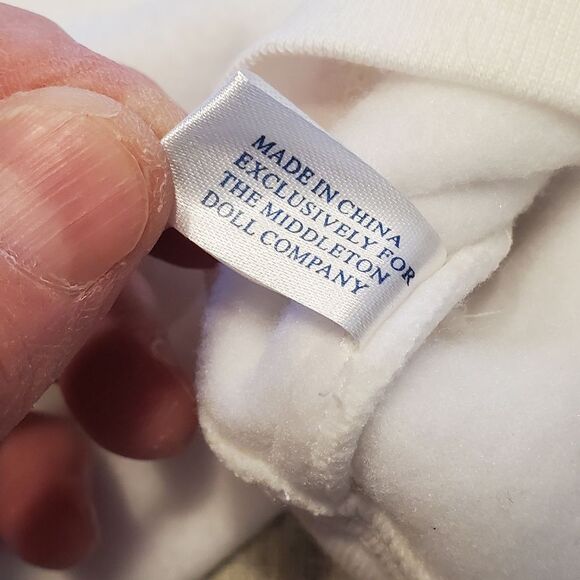 MADE IN CHINA
EXCLUSIVELY FOR
THE MIDDLETON
DOLL COMPANY